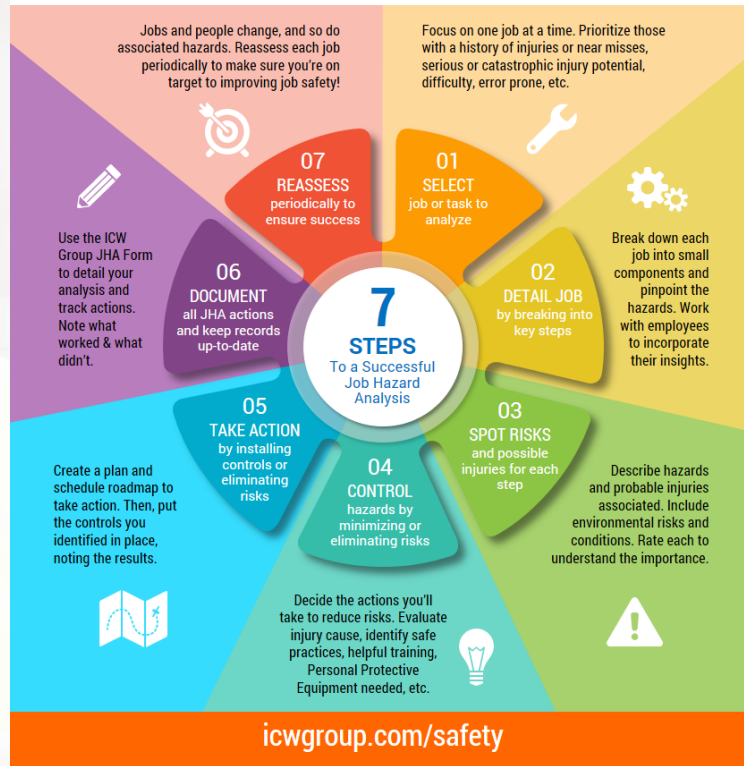 7
STEPS
To a Successful
Job Hazard
Analysis
01
SELECT
job or task to
analyze
Focus on one job at a time. Prioritize those
with a history of injuries or near misses,
serious or catastrophic injury potential,
difficulty, error prone, etc.
02
DETAIL JOB
by breaking into
key steps
Break down each
job into small
components and
pinpoint the
hazards. Work
with employees
to incorporate
their insights.
03
SPOT RISKS
and possible
injuries for each
step
Describe hazards
and probable injuries
associated. Include
environmental risks and
conditions. Rate each to
understand the importance.
04
CONTROL
hazards by
minimizing or
eliminating risks
Decide the actions you'll
take to reduce risks. Evaluate
injury cause, identify safe
practices, helpful training,
Personal Protective
Equipment needed, etc.
05
TAKE ACTION
by installing
controls or
eliminating
risks
Create a plan and
schedule roadmap to
take action. Then, put
the controls you
identified in place,
noting the results.
06
DOCUMENT
all JHA actions
and keep records
up-to-date
Use the ICW
Group JHA Form
to detail your
analysis and
track actions.
Note what
worked & what
didn't.
07
REASSESS
periodically to
ensure success
Jobs and people change, and so do
associated hazards. Reassess each job
periodically to make sure you're on
target to improving job safety!
icwgroup.com/safety